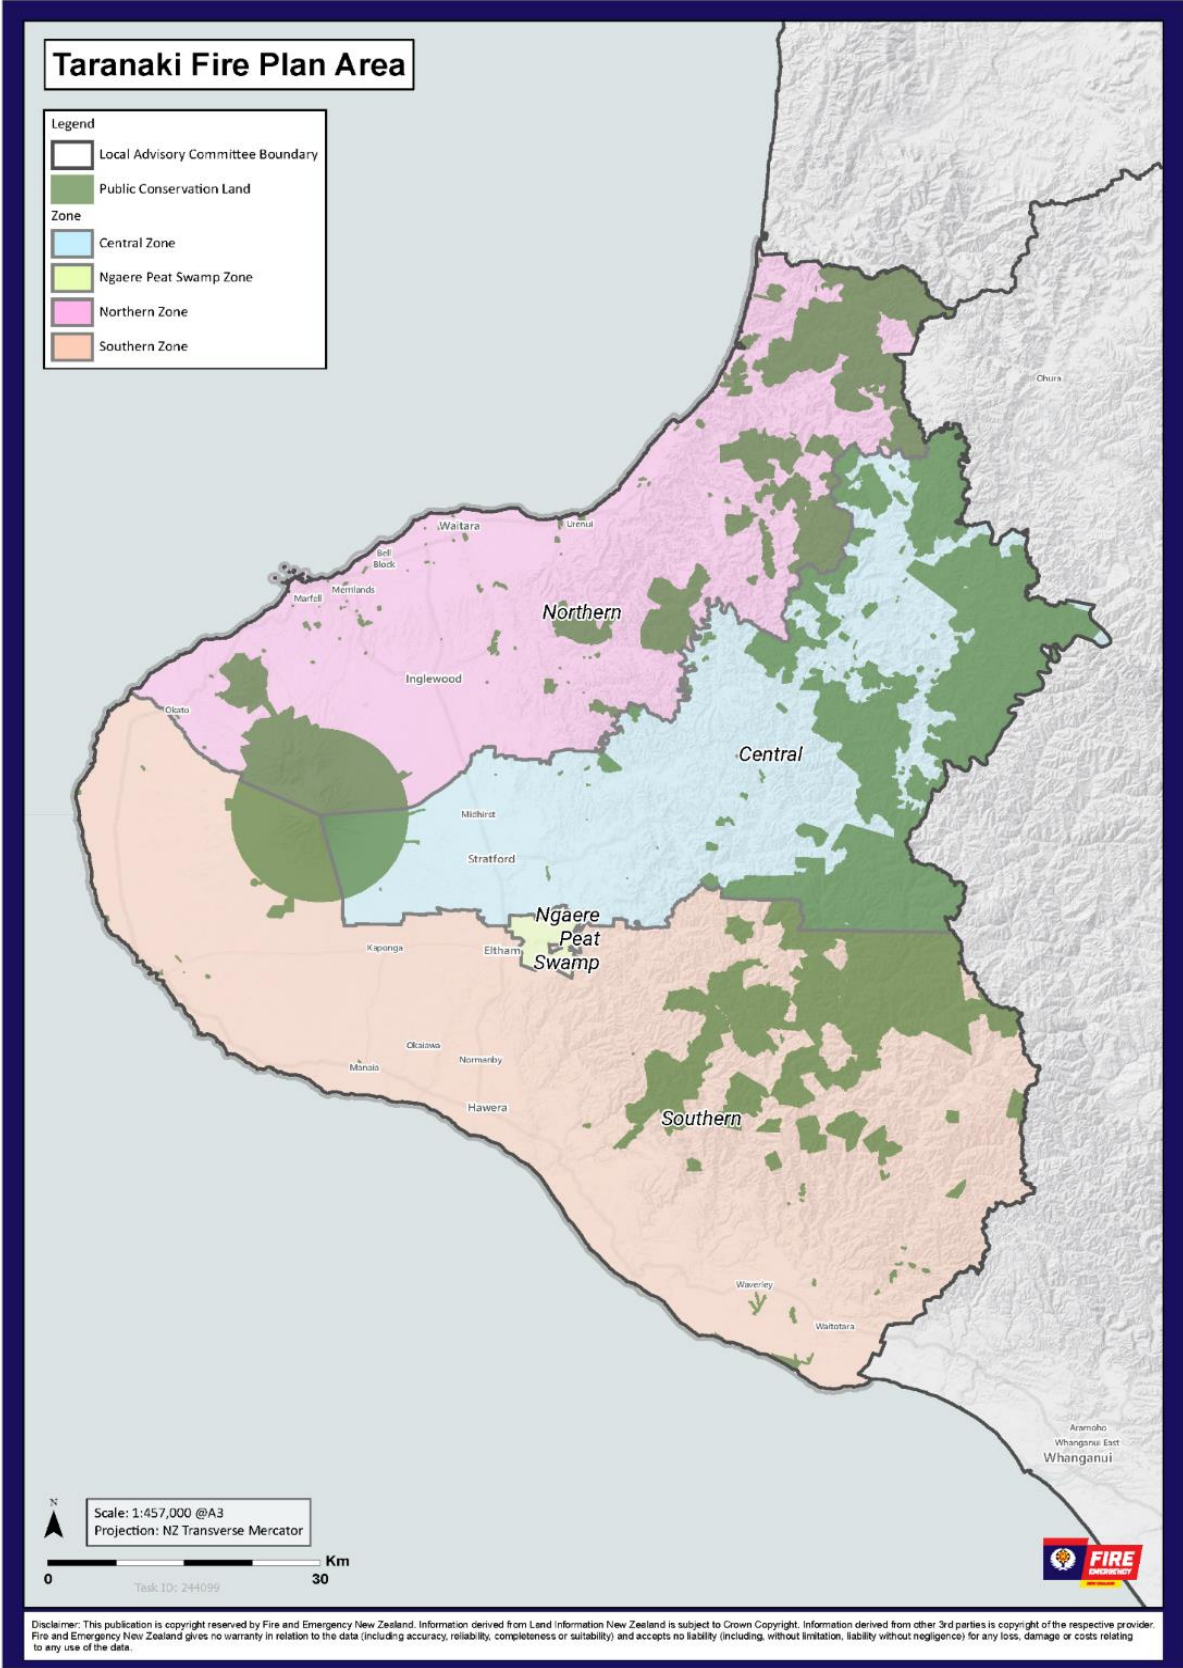 Taranaki Fire Plan Area
Legend
Local Advisory Committee Boundary
Public Conservation Land
Zone
Central Zone
Ngaere Peat Swamp Zone
Northern Zone
Southern Zone
Ohura
Waitara
Urenui
Bell
Block
Merrilands
Marfell
Northern
Inglewood
Okato
Central
Midhirst
Stratford
Ngaere
Peat
Swamp
Kaponga
Eltham
Okaiawa
Normanby
Manaia
Hawera
Southern
Waverley
Waitotara
Aramoho
Whanganui East
Whanganui
N
Scale: 1:457,000 @A3
Projection: NZ Transverse Mercator
Km
0 30
Task ID: 244099
FIRE
EMERGENCY
NEW ZEALAND
Disclaimer: This publication is copyright reserved by Fire and Emergency New Zealand. Information derived from Land Information New Zealand is subject to Crown Copyright. Information derived from other 3rd parties is copyright of the respective provider.
Fire and Emergency New Zealand gives no warranty in relation to the data (including accuracy, reliability, completeness or suitability) and accepts no liability (including, without limitation, liability without negligence) for any loss, damage or costs relating
to any use of the data.